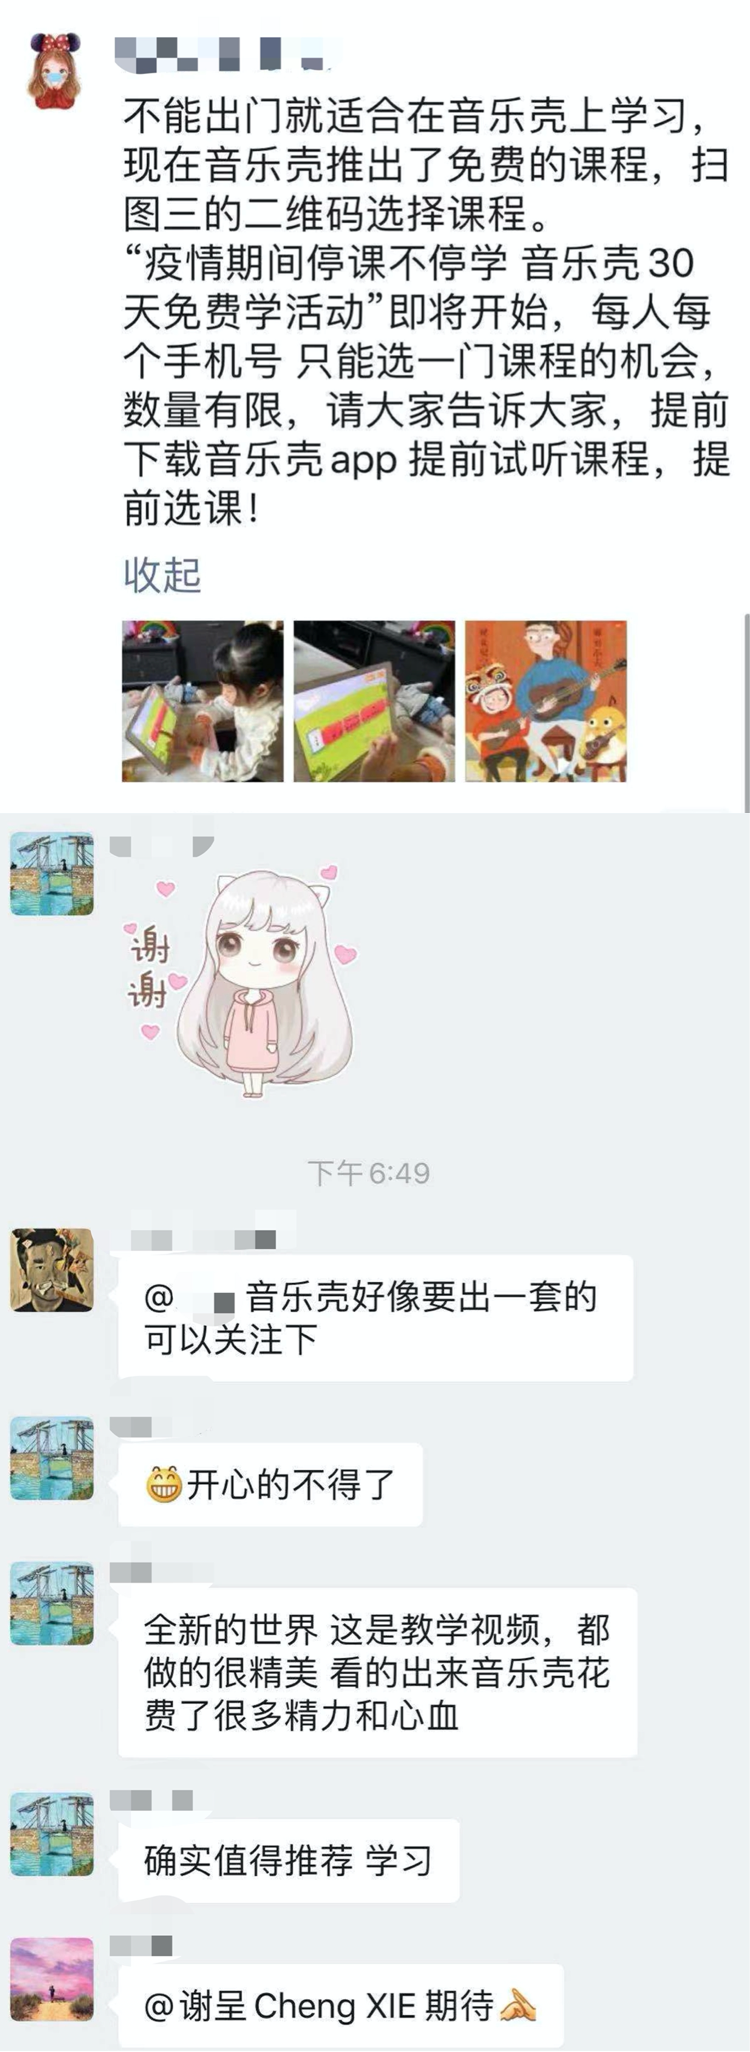 不能出门就适合在音乐壳上学习，
现在音乐壳推出了免费的课程，扫
图三的二维码选择课程。
“疫情期间停课不停学 音乐壳30
天免费学活动”即将开始，每人每
个手机号 只能选一门课程的机会，
数量有限，请大家告诉大家，提前
下载音乐壳app 提前试听课程，提
前选课！
收起
谢
谢
下午6:49
@ 音乐壳好像要出一套的
可以关注下
😁开心的不得了
全新的世界 这是教学视频，都
做的很精美 看的出来音乐壳花
费了很多精力和心血
确实值得推荐 学习
@谢呈Cheng XIE 期待